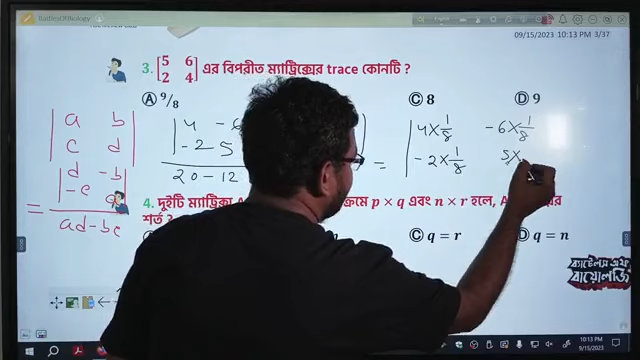 BattlesOfBiology
09/15/2023 10:13 PM 3/37
3. [5 6
2 4] এর বিপরীত ম্যাট্রিক্সের trace কোনটি ?
A 9/8
C 8
D 9
|a b
c d|
= |d -b
-c
ad-bc
|4 -6
-2 5|
20-12
= |4×1/8 -6×1/8
-2×1/8 5×
4. দুইটি ম্যাট্রিক্স
ক্রমে p × q এবং n × r হলে,
শর্ত ?
C q = r
D q = n
ব্যাটেলস এফ
বায়োলজি
10:13 PM
9/15/2023